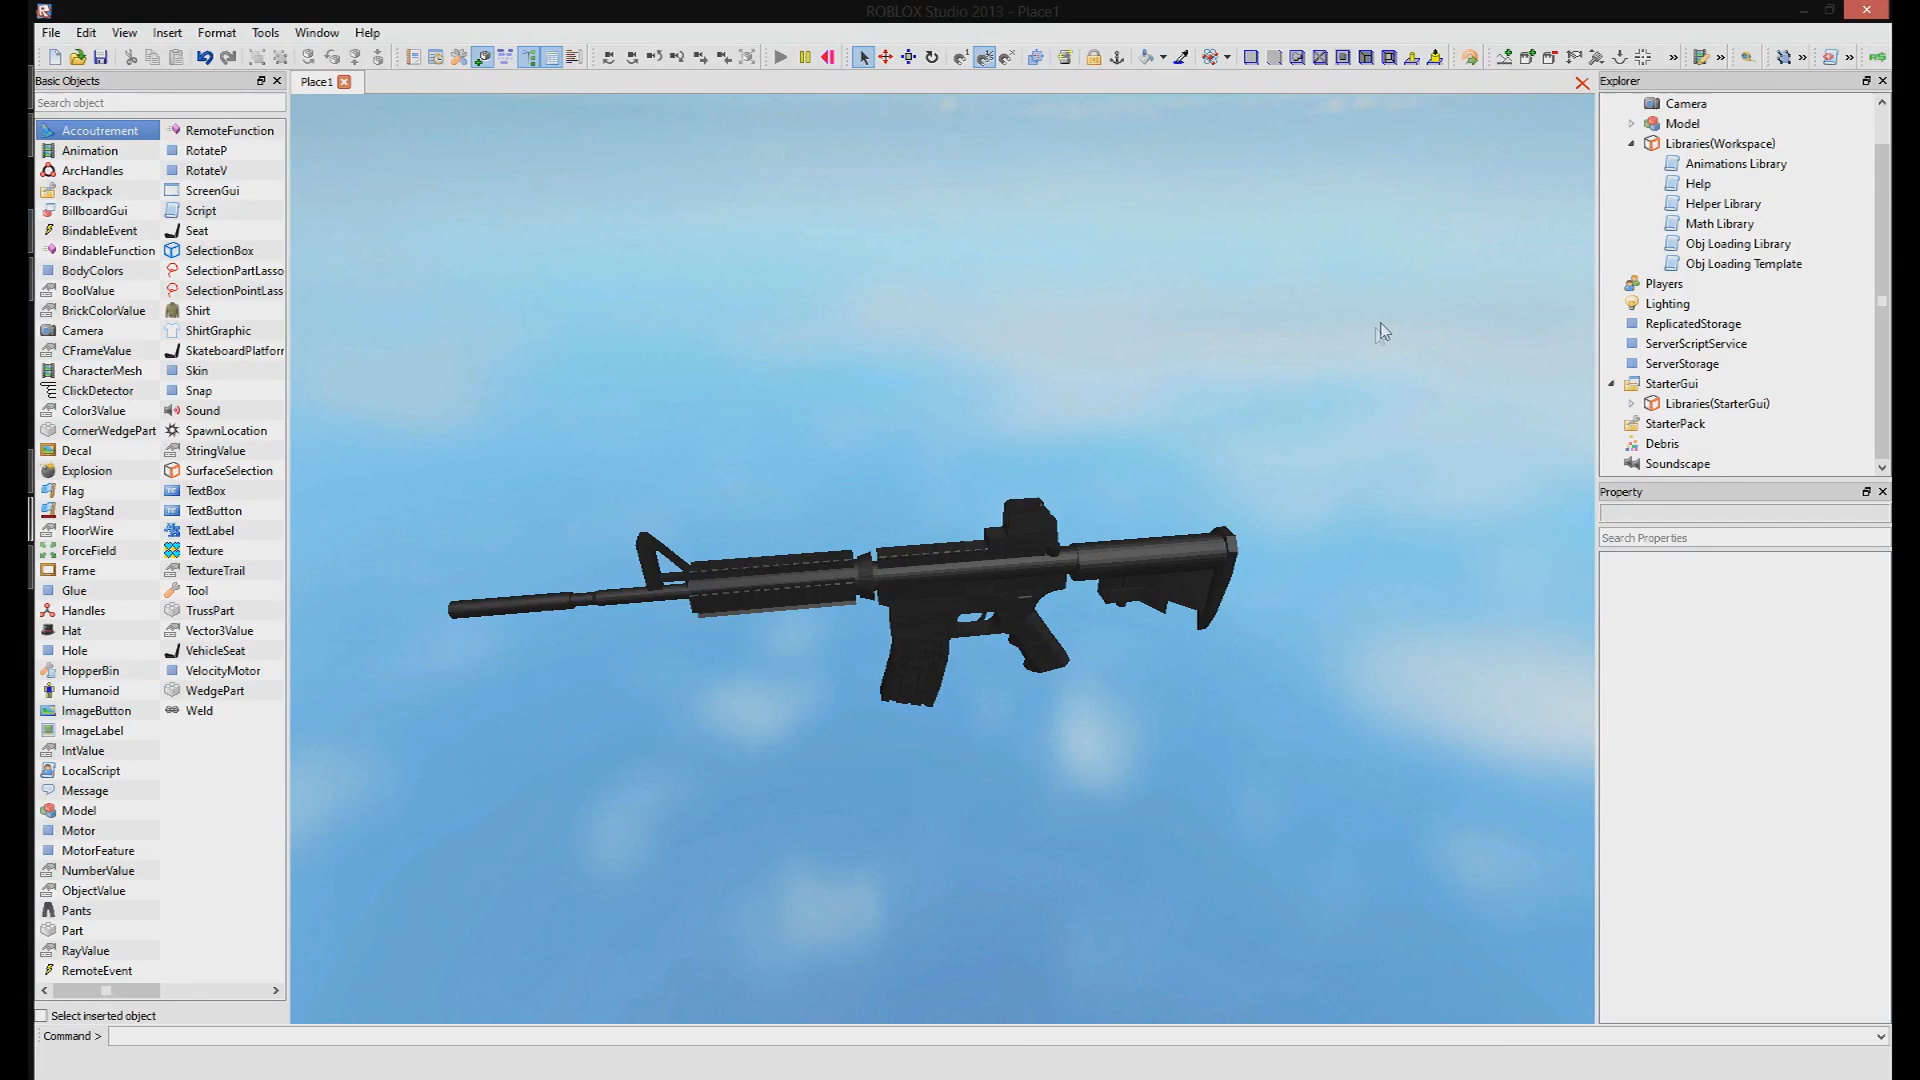 ROBLOX Studio 2013 - Place1
File Edit View Insert Format Tools Window Help
Basic Objects
Search object
Accoutrement
Animation
ArcHandles
Backpack
BillboardGui
BindableEvent
BindableFunction
BodyColors
BoolValue
BrickColorValue
Camera
CFrameValue
CharacterMesh
ClickDetector
Color3Value
CornerWedgePart
Decal
Explosion
Flag
FlagStand
FloorWire
ForceField
Frame
Glue
Handles
Hat
Hole
HopperBin
Humanoid
ImageButton
ImageLabel
IntValue
LocalScript
Message
Model
Motor
MotorFeature
NumberValue
ObjectValue
Pants
Part
RayValue
RemoteEvent
RemoteFunction
RotateP
RotateV
ScreenGui
Script
Seat
SelectionBox
SelectionPartLasso
SelectionPointLass
Shirt
ShirtGraphic
SkateboardPlatforr
Skin
Snap
Sound
SpawnLocation
StringValue
SurfaceSelection
TextBox
TextButton
TextLabel
Texture
TextureTrail
Tool
TrussPart
Vector3Value
VehicleSeat
VelocityMotor
WedgePart
Weld
Select inserted object
Command >
Place1
Explorer
Camera
Model
Libraries(Workspace)
Animations Library
Help
Helper Library
Math Library
Obj Loading Library
Obj Loading Template
Players
Lighting
ReplicatedStorage
ServerScriptService
ServerStorage
StarterGui
Libraries(StarterGui)
StarterPack
Debris
Soundscape
Property
Search Properties